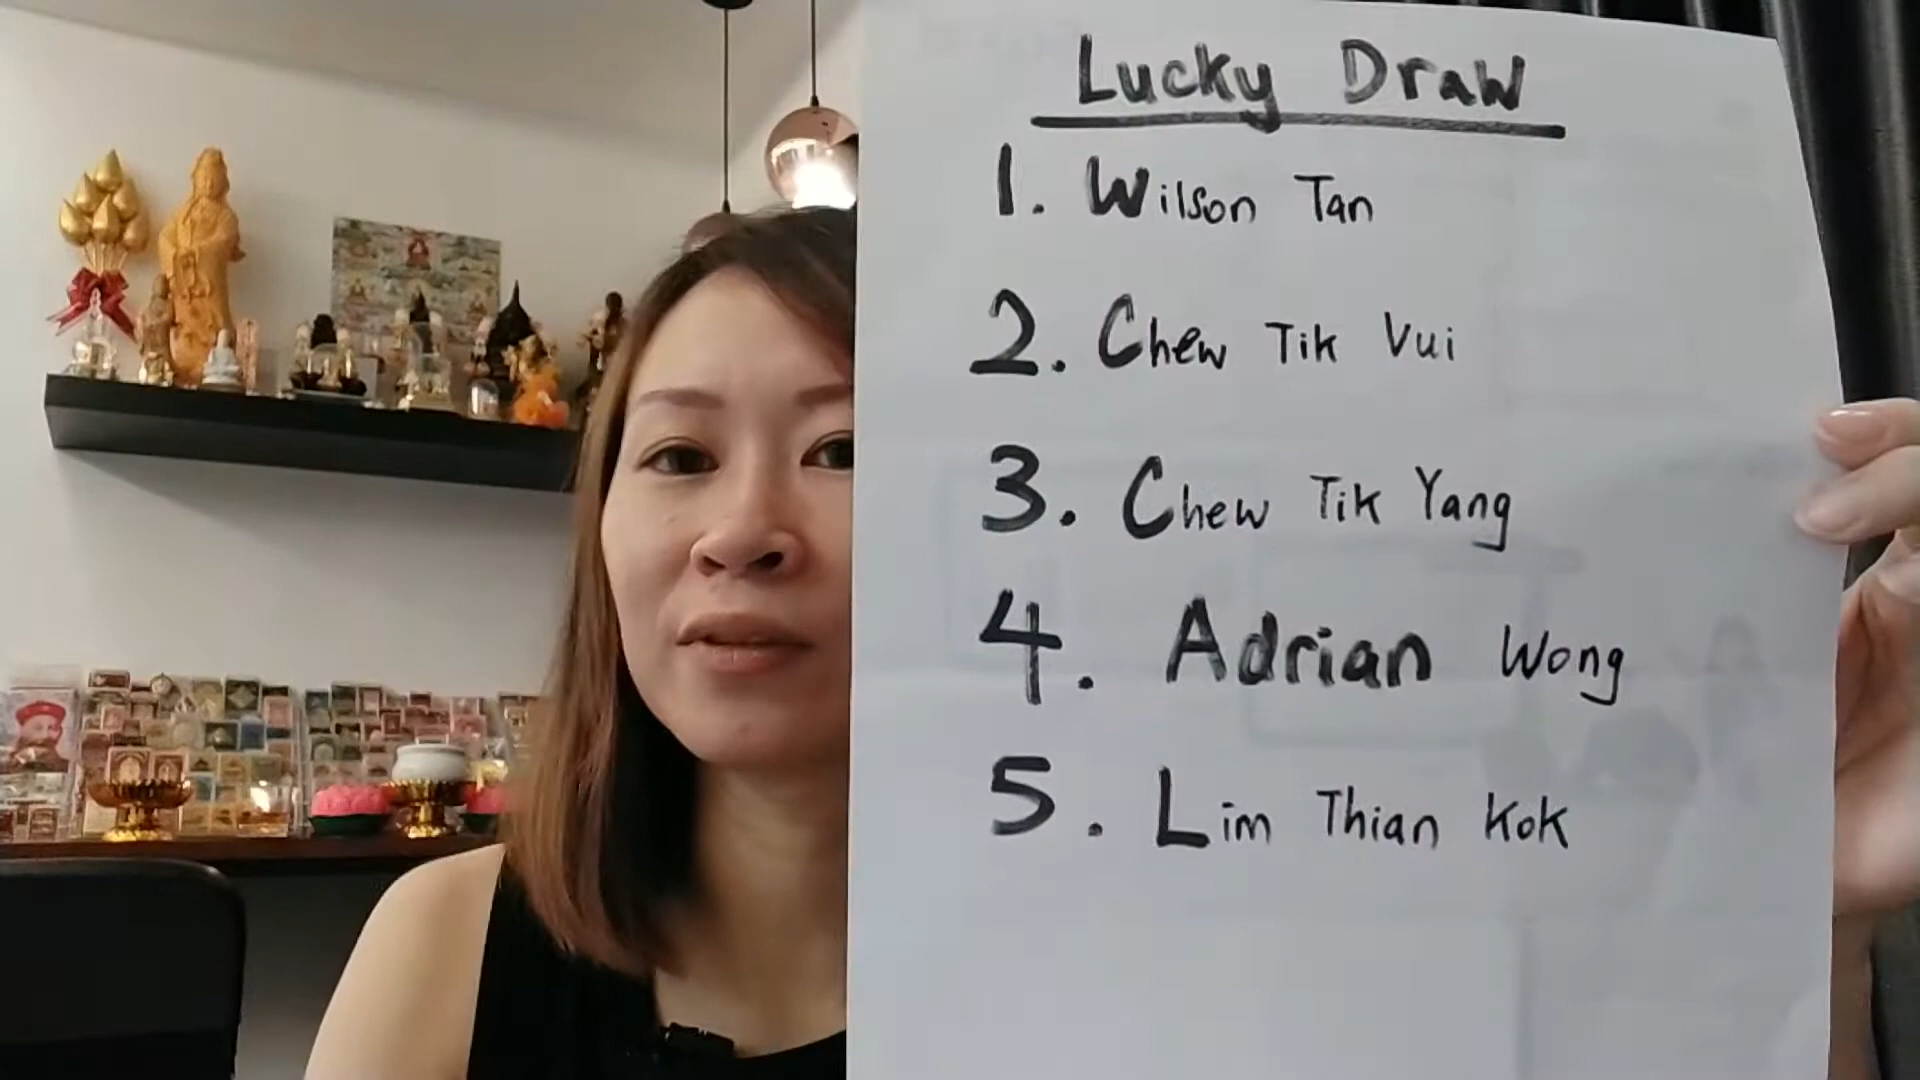 Lucky Draw
1. Wilson Tan
2. Chew Tik Vui
3. Chew Tik Yang
4. Adrian Wong
5. Lim Thian Kok